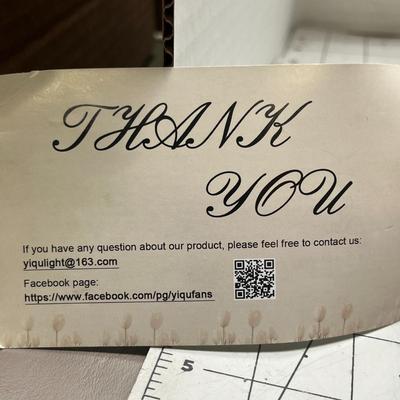 THANK
YOU
If you have any question about our product, please feel free to contact us:
yiqulight@163.com
Facebook page:
https://www.facebook.com/pg/yiqufans
5